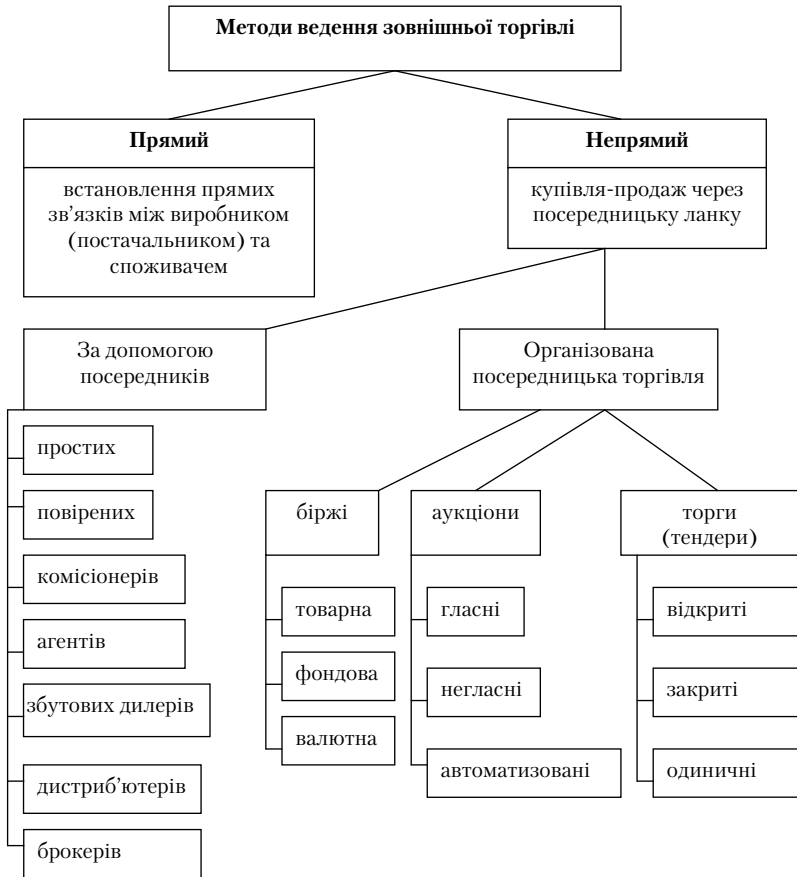 Методи ведення зовнішньої торгівлі
Прямий
встановлення прямих
зв’язків між виробником
(постачальником) та
споживачем
Непрямий
купівля-продаж через
посередницьку ланку
За допомогою
посередників
простих
повірених
комісіонерів
агентів
збутових дилерів
дистриб’ютерів
брокерів
Організована
посередницька торгівля
біржі
товарна
фондова
валютна
аукціони
гласні
негласні
автоматизовані
торги
(тендери)
відкриті
закриті
одиничні